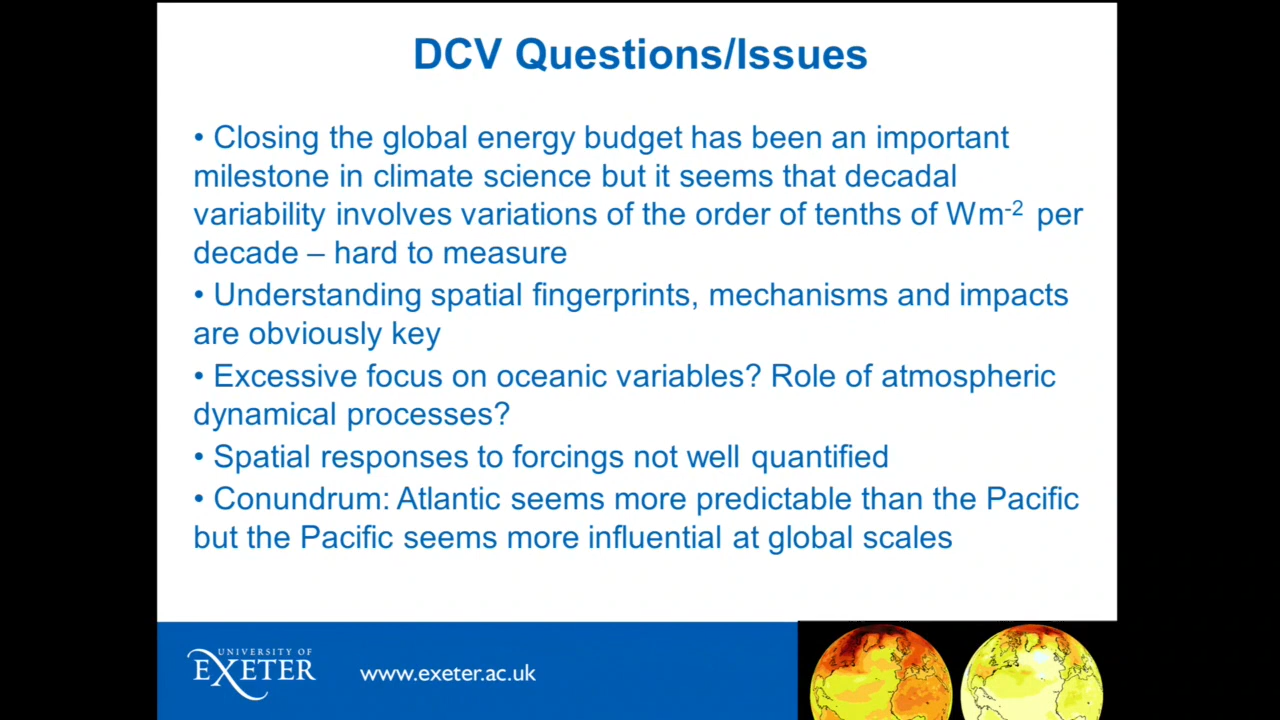 DCV Questions/Issues
• Closing the global energy budget has been an important
milestone in climate science but it seems that decadal
variability involves variations of the order of tenths of Wm⁻² per
decade – hard to measure
• Understanding spatial fingerprints, mechanisms and impacts
are obviously key
• Excessive focus on oceanic variables? Role of atmospheric
dynamical processes?
• Spatial responses to forcings not well quantified
• Conundrum: Atlantic seems more predictable than the Pacific
but the Pacific seems more influential at global scales
UNIVERSITY OF
EXETER
www.exeter.ac.uk